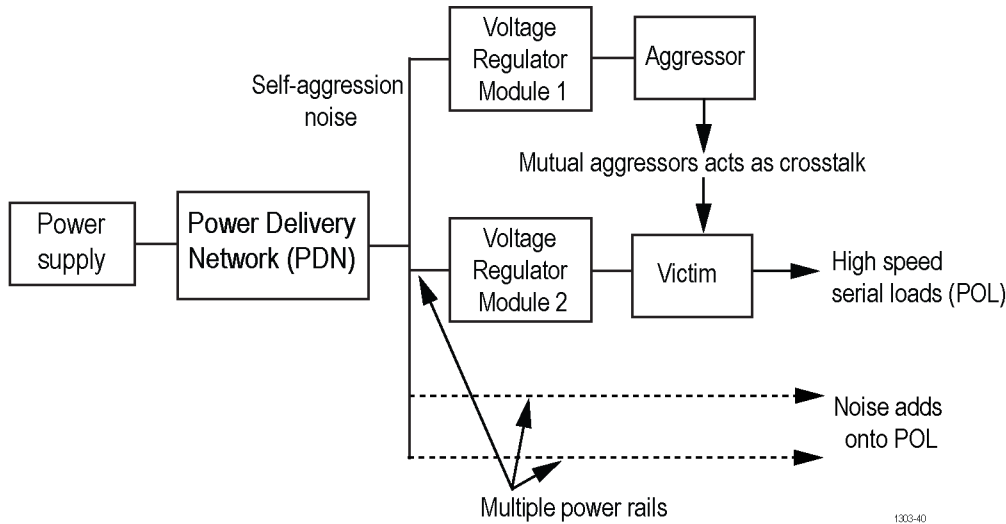 Voltage
Regulator
Module 1
Aggressor
Self-aggression
noise
Mutual aggressors acts as crosstalk
Power
supply
Power Delivery
Network (PDN)
Voltage
Regulator
Module 2
Victim
High speed
serial loads (POL)
Noise adds
onto POL
Multiple power rails
1303-40